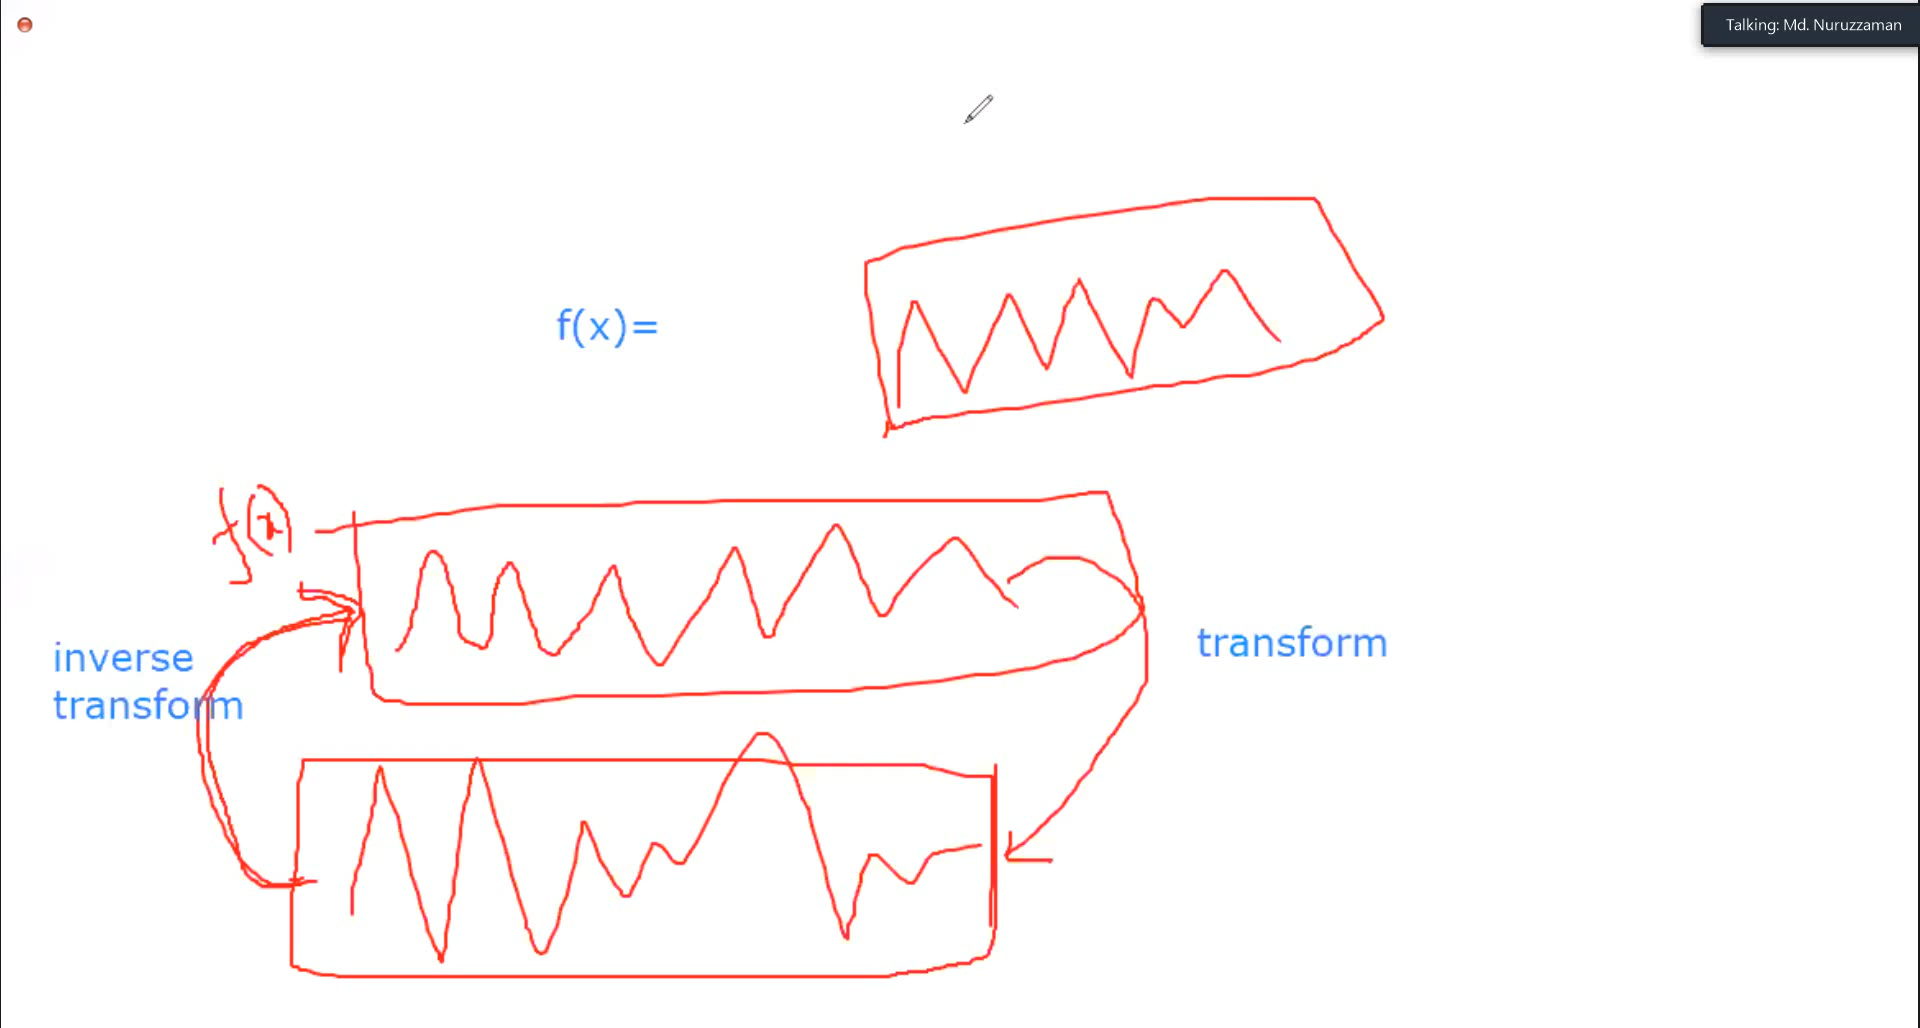 Talking: Md. Nuruzzaman
f(x)=
f(x)
inverse
transform
transform